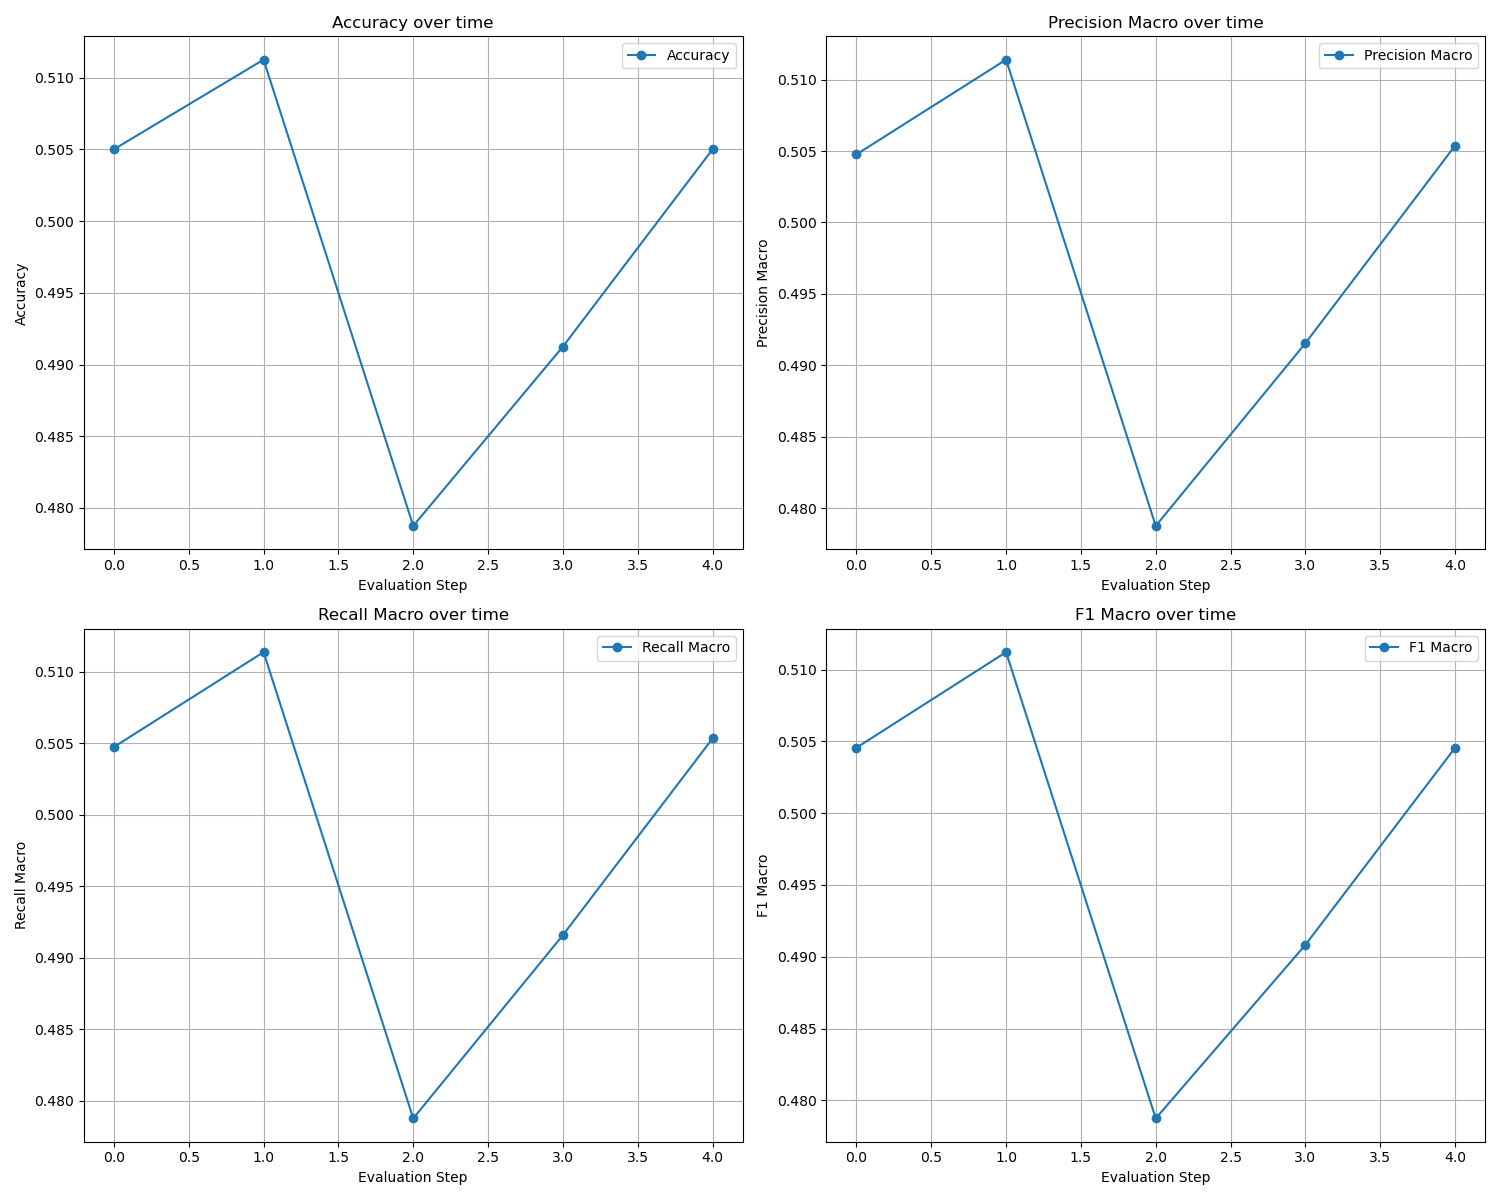 Accuracy over time
Accuracy
0.510
0.505
0.500
0.495
0.490
0.485
0.480
Accuracy
0.0 0.5 1.0 1.5 2.0 2.5 3.0 3.5 4.0
Evaluation Step
Precision Macro over time
Precision Macro
0.510
0.505
0.500
0.495
0.490
0.485
0.480
Precision Macro
0.0 0.5 1.0 1.5 2.0 2.5 3.0 3.5 4.0
Evaluation Step
Recall Macro over time
Recall Macro
0.510
0.505
0.500
0.495
0.490
0.485
0.480
Recall Macro
0.0 0.5 1.0 1.5 2.0 2.5 3.0 3.5 4.0
Evaluation Step
F1 Macro over time
F1 Macro
0.510
0.505
0.500
0.495
0.490
0.485
0.480
F1 Macro
0.0 0.5 1.0 1.5 2.0 2.5 3.0 3.5 4.0
Evaluation Step